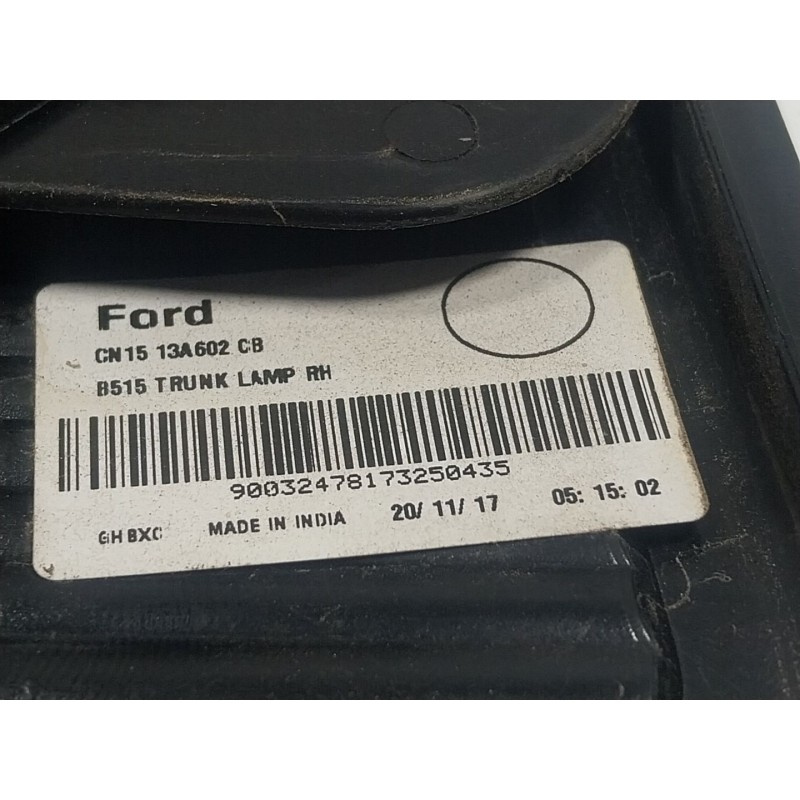 Ford
CN15 13A602 CB
B515 TRUNK LAMP RH
90032478173250435
GH BXC MADE IN INDIA 20/ 11/ 17 05: 15: 02